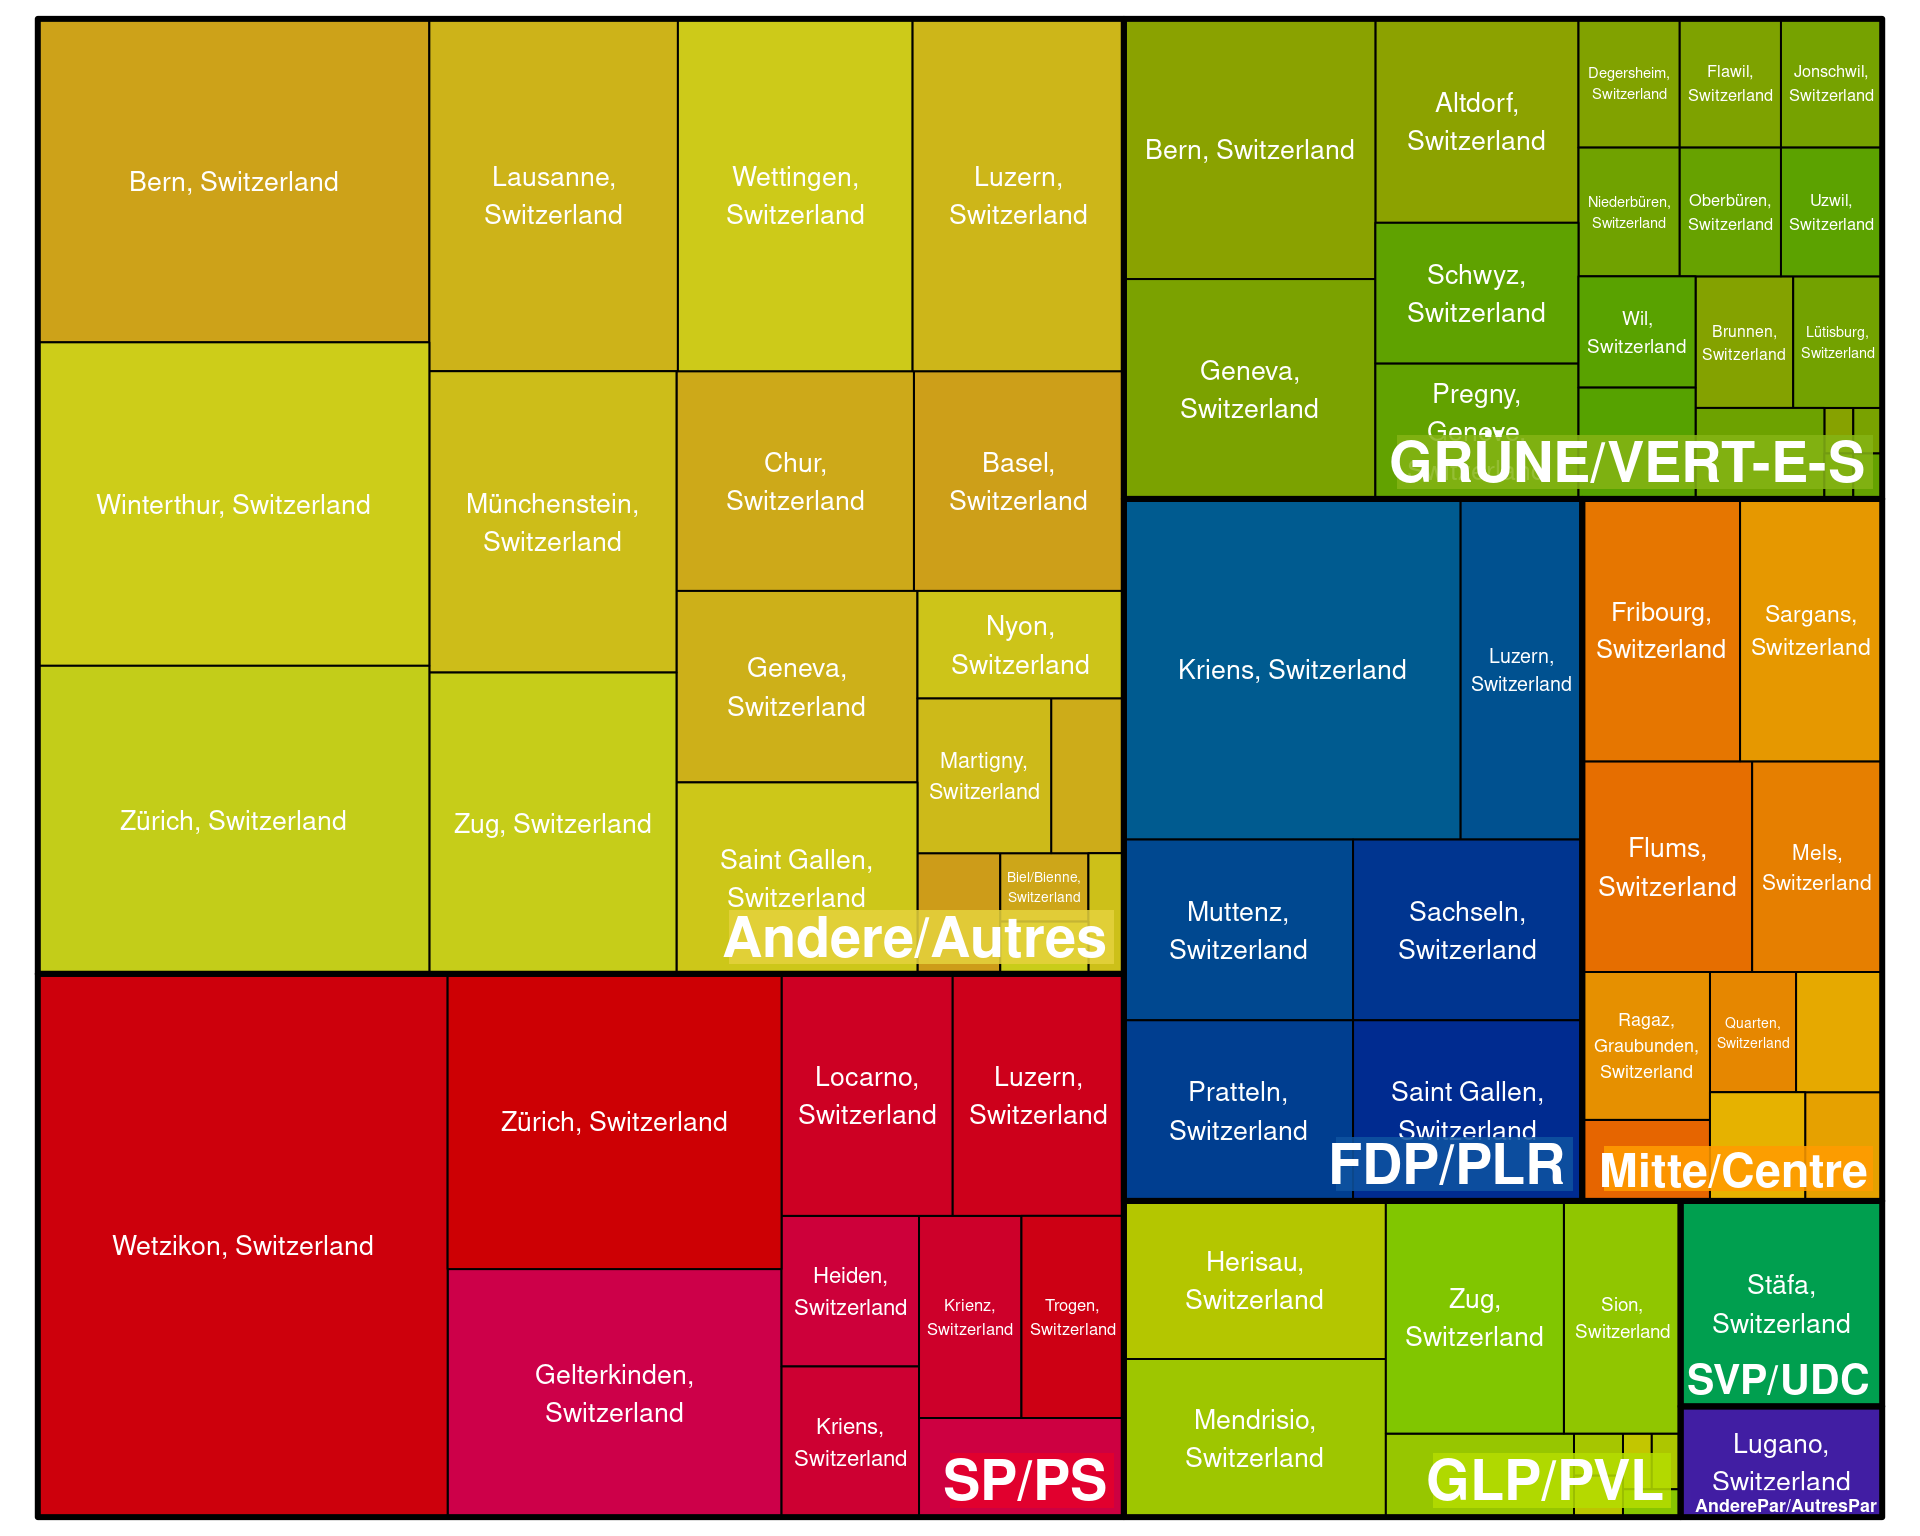 Bern, Switzerland
Lausanne,
Switzerland
Wettingen,
Switzerland
Luzern,
Switzerland
Winterthur, Switzerland
Münchenstein,
Switzerland
Chur,
Switzerland
Basel,
Switzerland
Geneva,
Switzerland
Nyon,
Switzerland
Martigny,
Switzerland
Zürich, Switzerland
Zug, Switzerland
Saint Gallen,
Switzerland
Biel/Bienne,
Switzerland
Andere/Autres
Bern, Switzerland
Altdorf,
Switzerland
Degersheim,
Switzerland
Flawil,
Switzerland
Jonschwil,
Switzerland
Niederbüren,
Switzerland
Oberbüren,
Switzerland
Uzwil,
Switzerland
Geneva,
Switzerland
Schwyz,
Switzerland
Wil,
Switzerland
Brunnen,
Switzerland
Lütisburg,
Switzerland
Pregny,
Geneve,
GRÜNE/VERT-E-S
Kriens, Switzerland
Luzern,
Switzerland
Muttenz,
Switzerland
Sachseln,
Switzerland
Pratteln,
Switzerland
Saint Gallen,
Switzerland
FDP/PLR
Fribourg,
Switzerland
Sargans,
Switzerland
Flums,
Switzerland
Mels,
Switzerland
Ragaz,
Graubunden,
Switzerland
Quarten,
Switzerland
Mitte/Centre
Wetzikon, Switzerland
Zürich, Switzerland
Gelterkinden,
Switzerland
Locarno,
Switzerland
Luzern,
Switzerland
Heiden,
Switzerland
Krienz,
Switzerland
Trogen,
Switzerland
Kriens,
Switzerland
SP/PS
Herisau,
Switzerland
Zug,
Switzerland
Sion,
Switzerland
Mendrisio,
Switzerland
GLP/PVL
Stäfa,
Switzerland
SVP/UDC
Lugano,
Switzerland
AnderePar/AutresPar